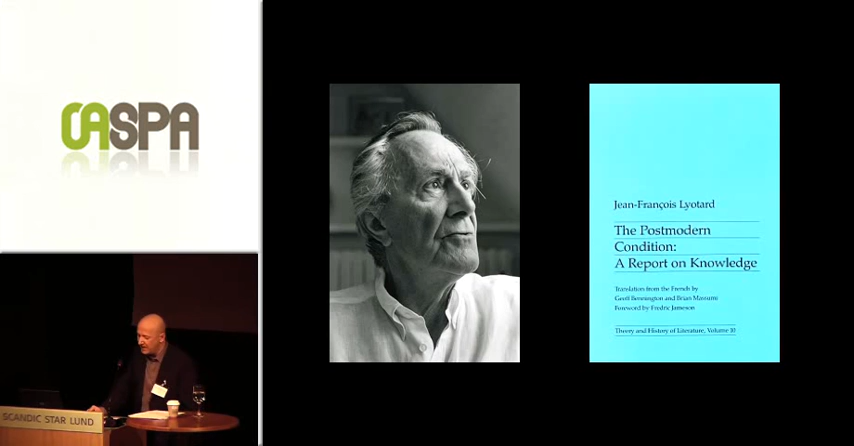 OASPA
SCANDIC STAR LUND
Jean-François Lyotard
The Postmodern
Condition:
A Report on Knowledge
Translation from the French by
Geoff Bennington and Brian Massumi
Foreword by Fredric Jameson
Theory and History of Literature, Volume 10